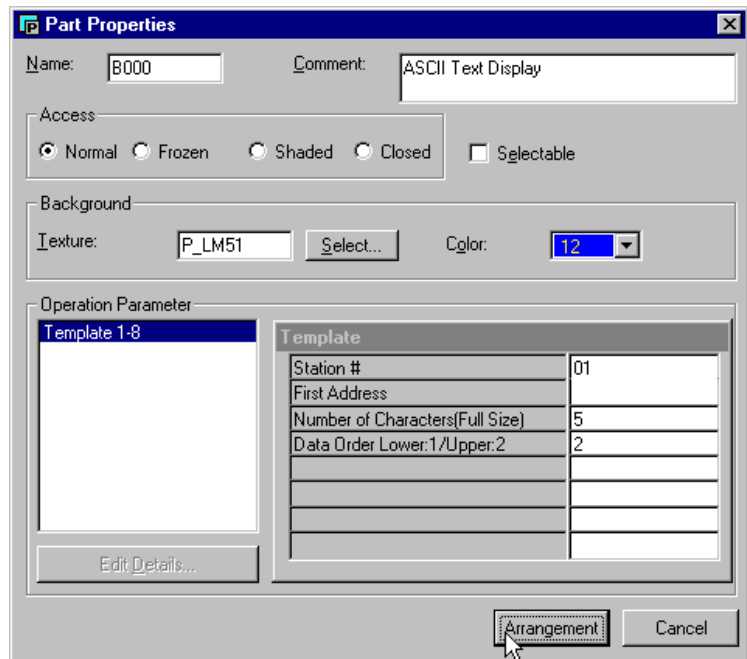 Part Properties
Name: B000 Comment: ASCII Text Display
Access
Normal Frozen Shaded Closed Selectable
Background
Texture: P_LM51 Select... Color: 12
Operation Parameter
Template 1-8
Template
Station # 01
First Address
Number of Characters(Full Size) 5
Data Order Lower:1/Upper:2 2
Edit Details...
Arrangement Cancel